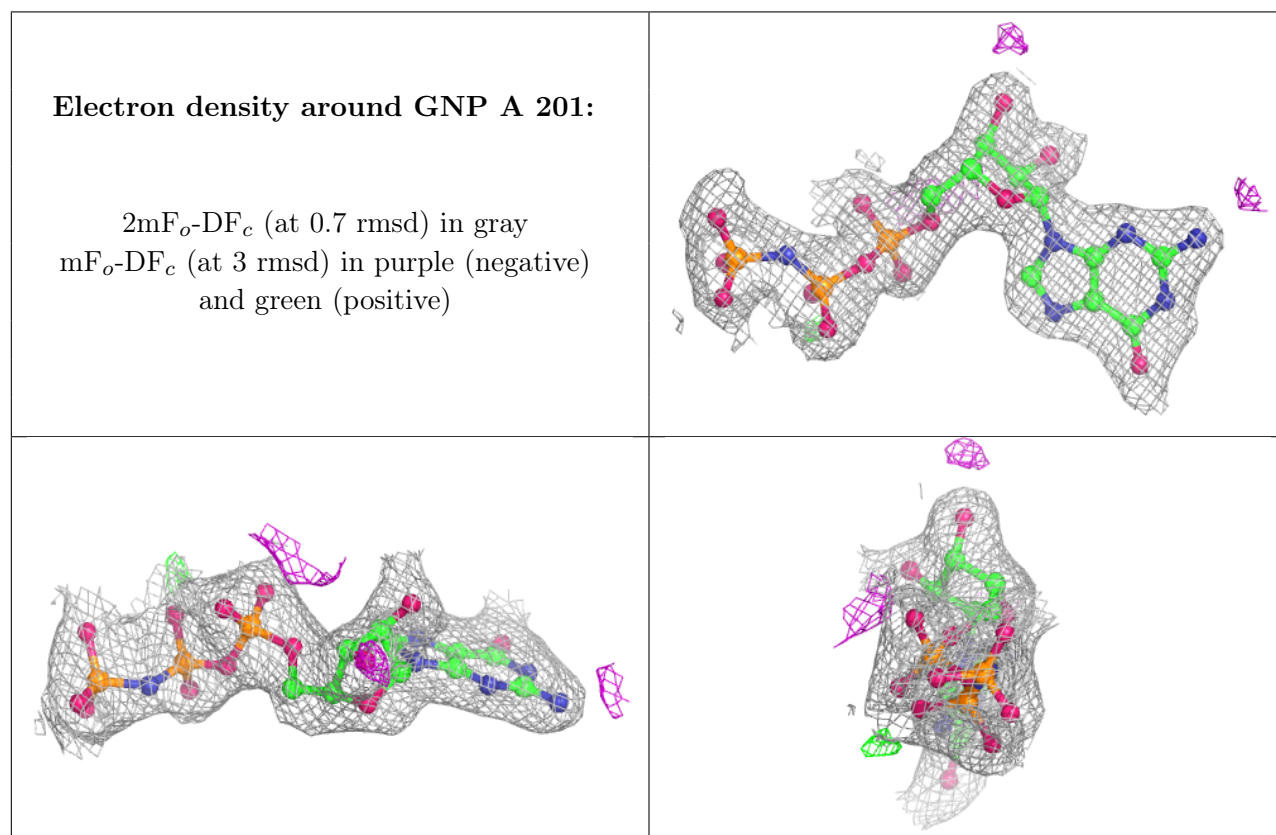 Electron density around GNP A 201:
2mFo-DFc (at 0.7 rmsd) in gray
mFo-DFc (at 3 rmsd) in purple (negative)
and green (positive)